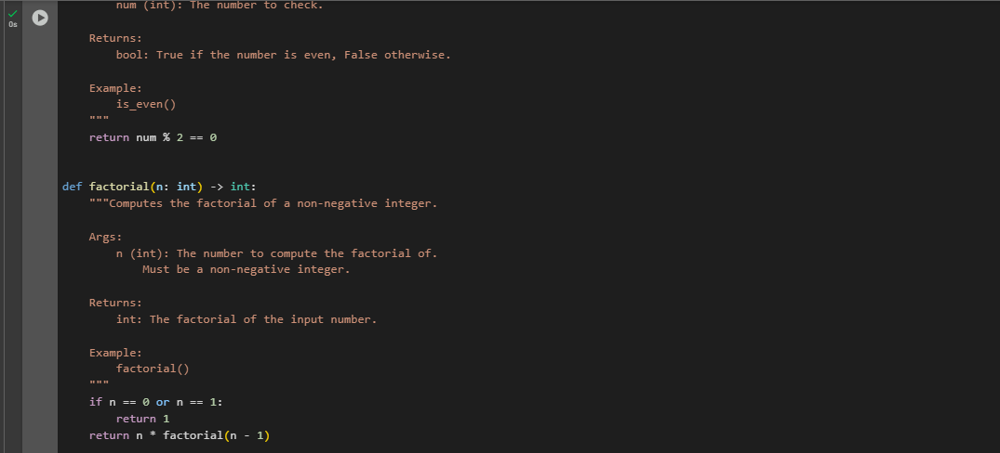 num (int): The number to check.
0s
Returns:
bool: True if the number is even, False otherwise.
Example:
is_even()
"""
return num % 2 == 0
def factorial(n: int) -> int:
"""Computes the factorial of a non-negative integer.
Args:
n (int): The number to compute the factorial of.
Must be a non-negative integer.
Returns:
int: The factorial of the input number.
Example:
factorial()
"""
if n == 0 or n == 1:
return 1
return n * factorial(n - 1)